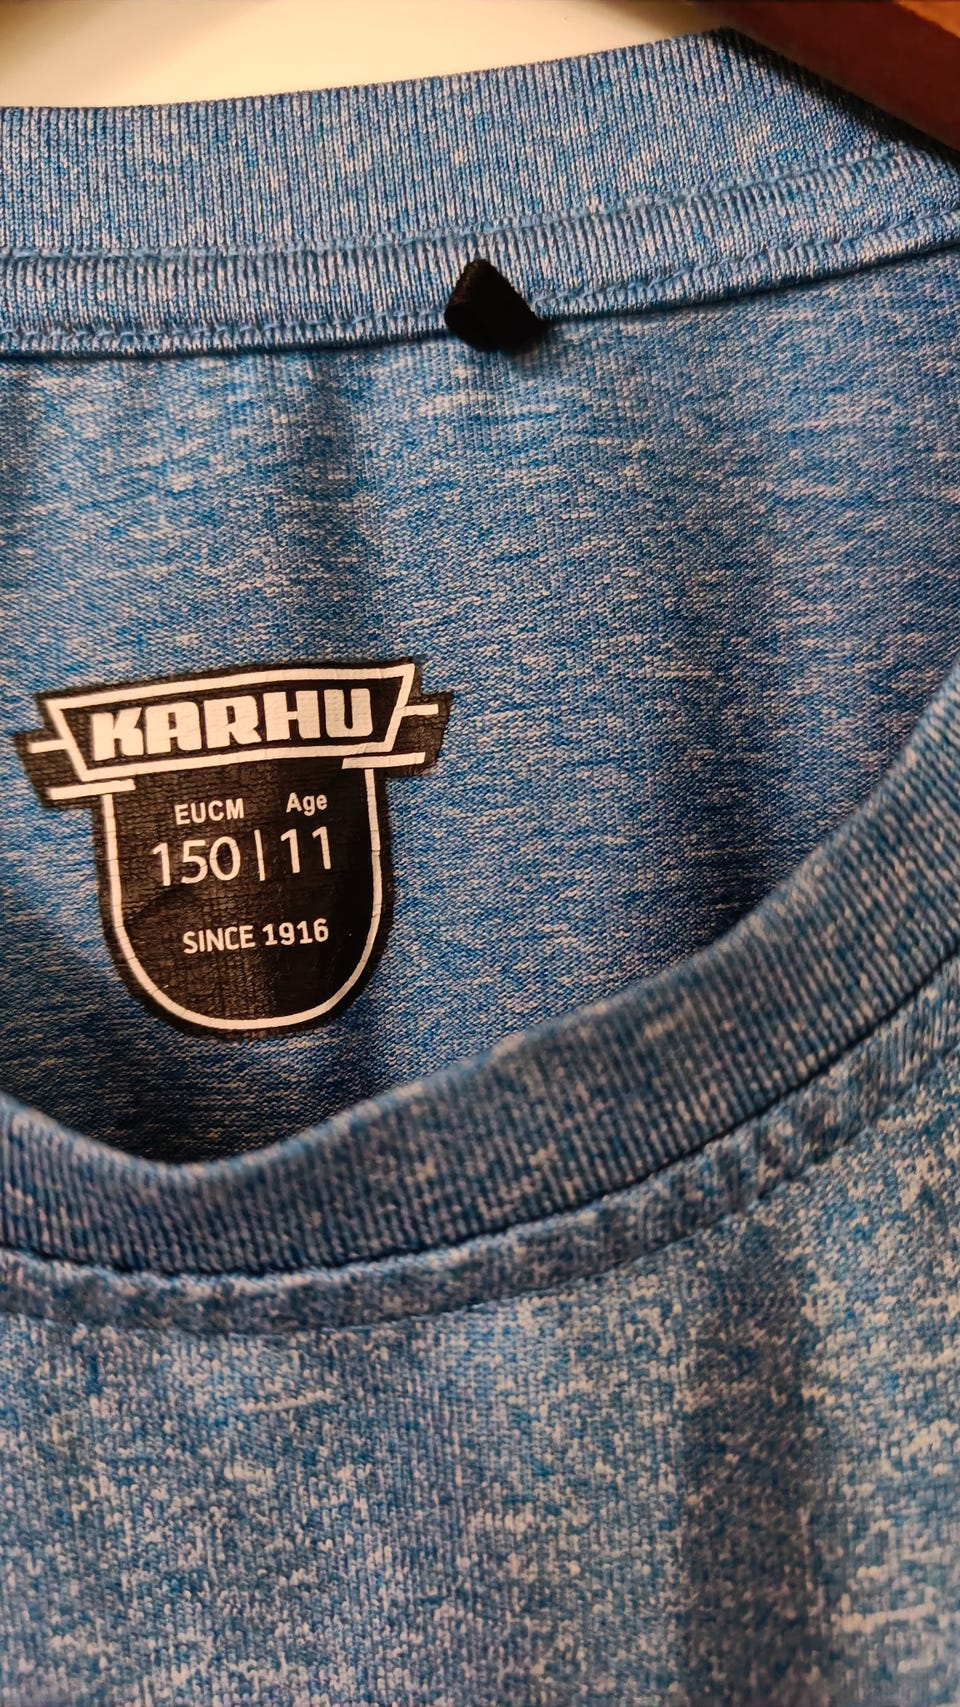 KARHU
EUCM Age
150 | 11
SINCE 1916